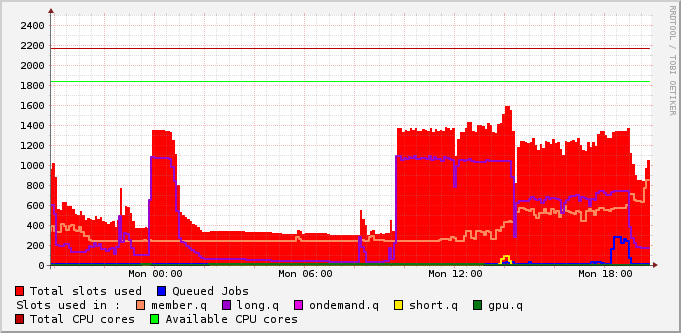 RRDTOOL / TOBI OETIKER
2400
2200
2000
1800
1600
1400
1200
1000
800
600
400
200
0
Mon 00:00 Mon 06:00 Mon 12:00 Mon 18:00
Total slots used Queued Jobs
Slots used in : member.q long.q ondemand.q short.q gpu.q
Total CPU cores Available CPU cores